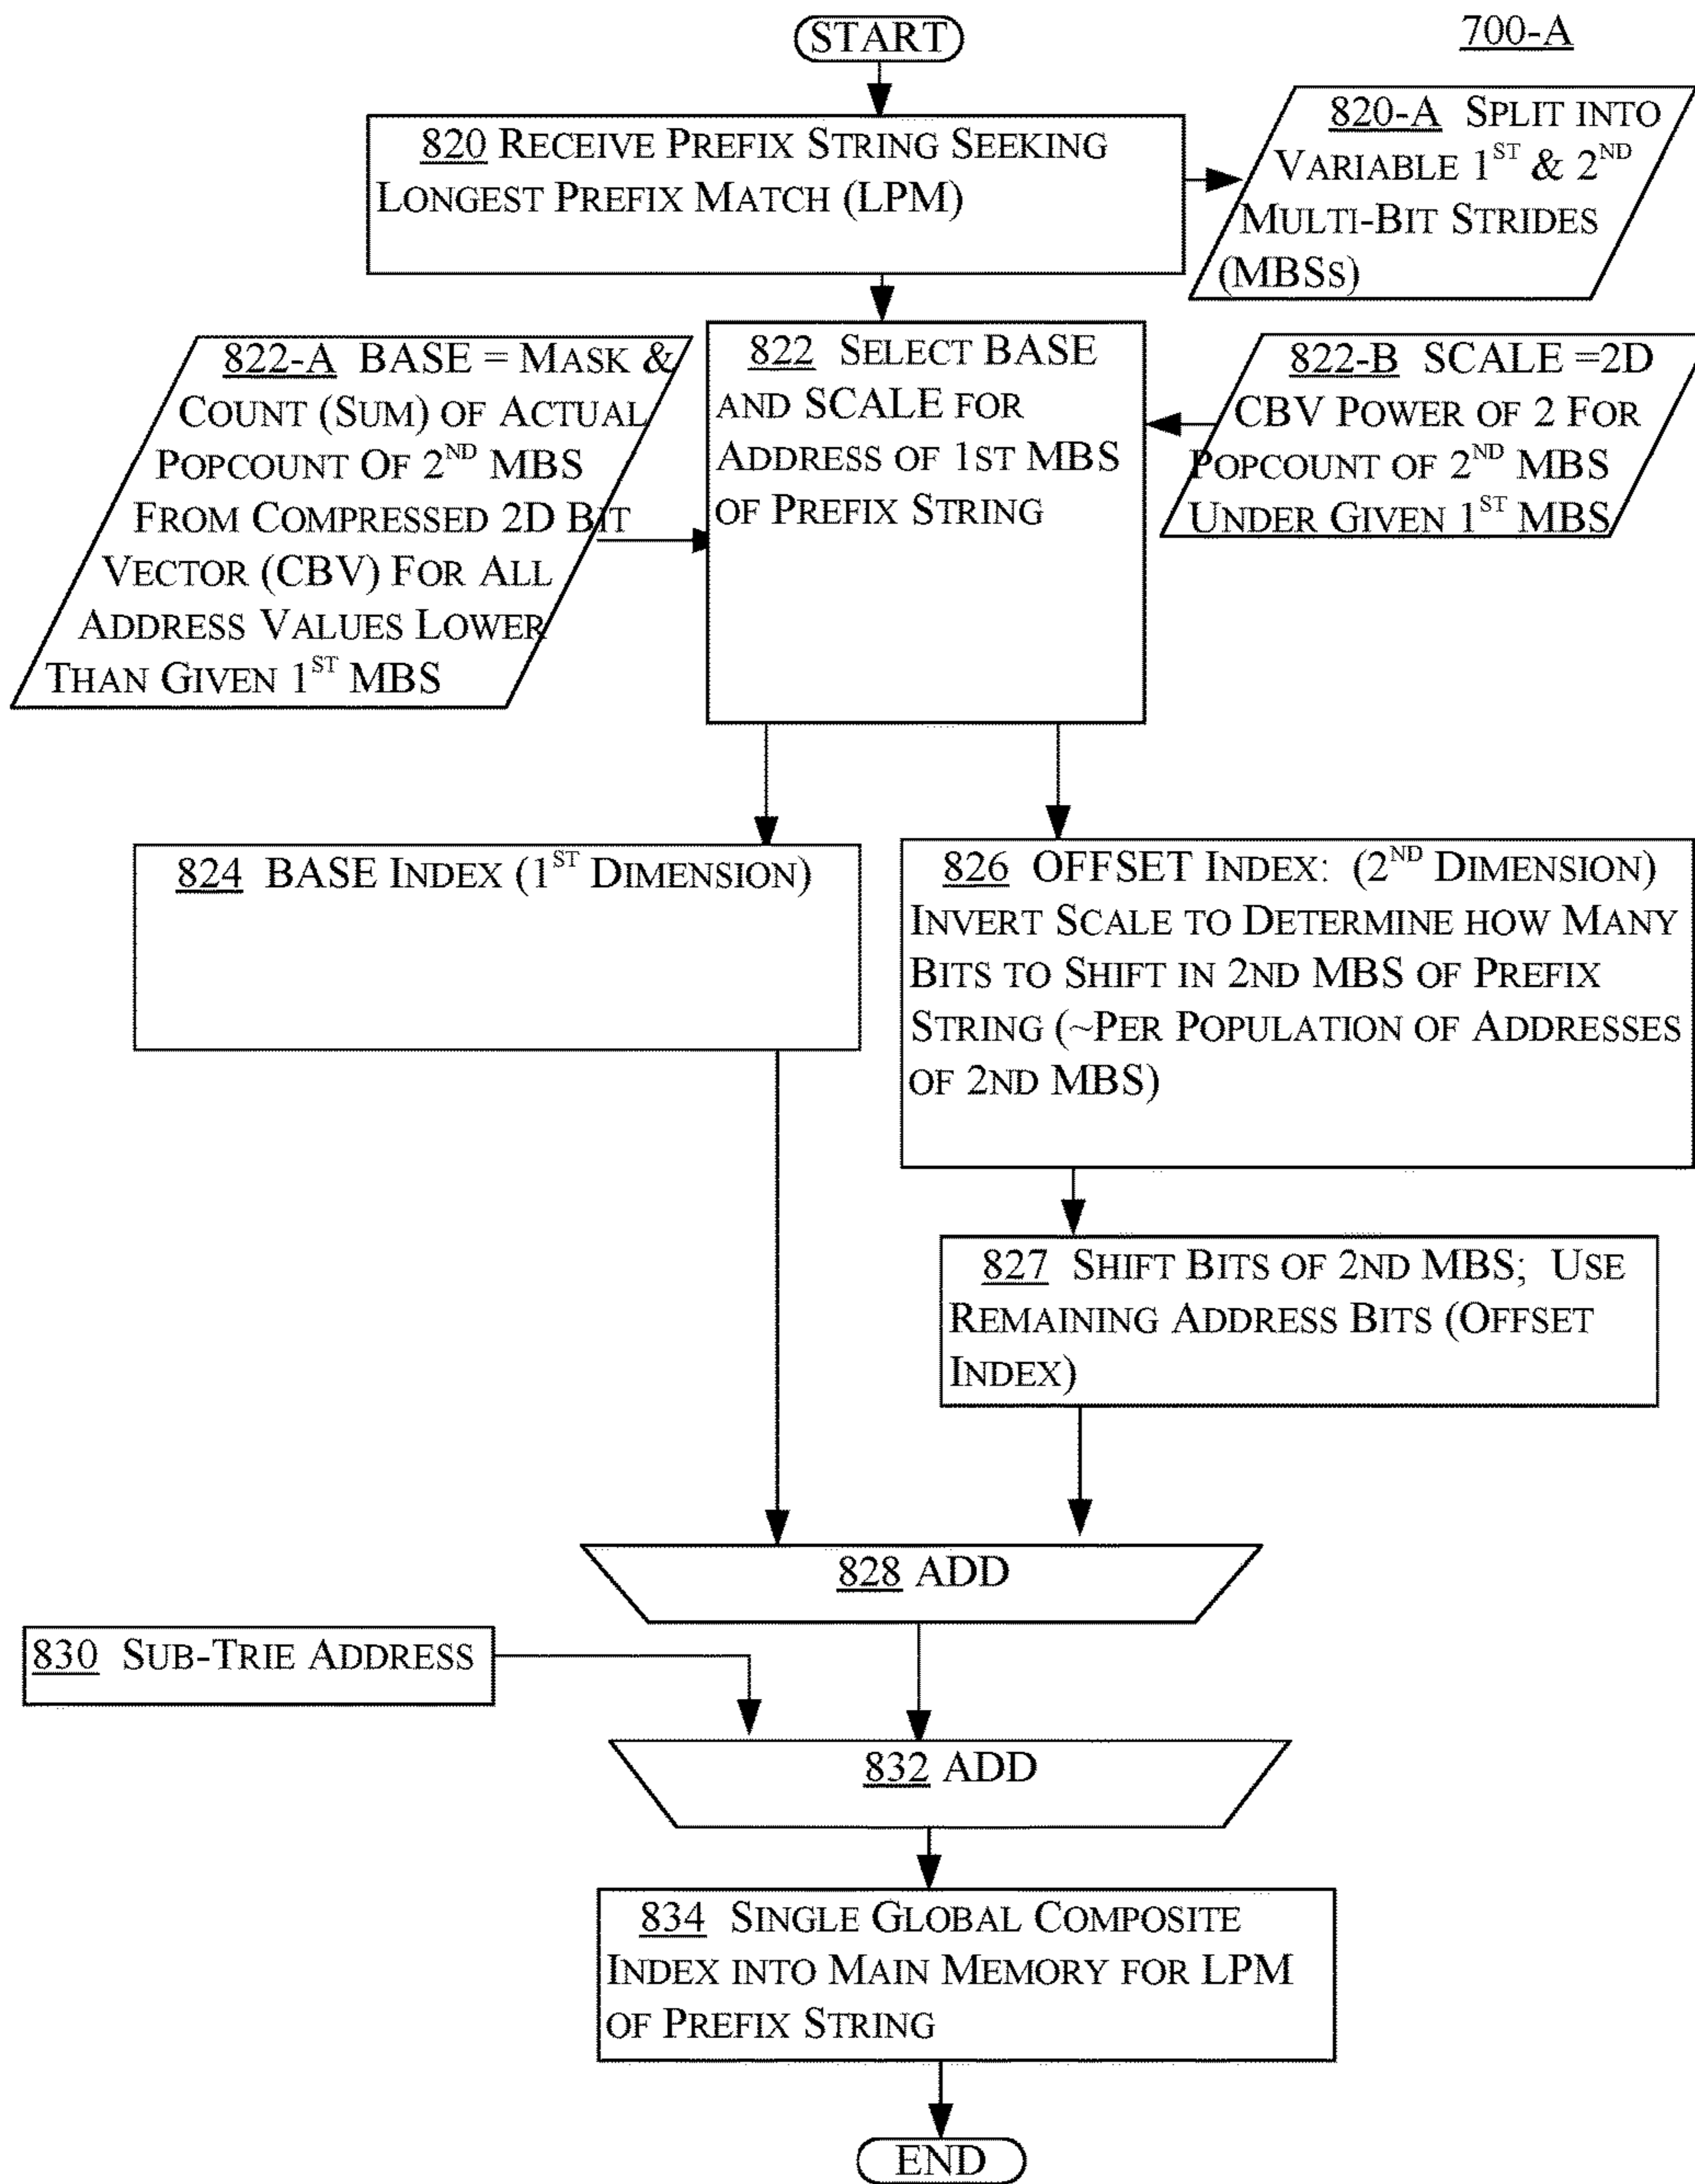 START
700-A
820 RECEIVE PREFIX STRING SEEKING
LONGEST PREFIX MATCH (LPM)
820-A SPLIT INTO
VARIABLE 1ST & 2ND
MULTI-BIT STRIDES
(MBSS)
822-A BASE = MASK &
COUNT (SUM) OF ACTUAL
POPCOUNT OF 2ND MBS
FROM COMPRESSED 2D BIT
VECTOR (CBV) FOR ALL
ADDRESS VALUES LOWER
THAN GIVEN 1ST MBS
822 SELECT BASE
AND SCALE FOR
ADDRESS OF 1ST MBS
OF PREFIX STRING
822-B SCALE =2D
CBV POWER OF 2 FOR
POPCOUNT OF 2ND MBS
UNDER GIVEN 1ST MBS
824 BASE INDEX (1ST DIMENSION)
826 OFFSET INDEX: (2ND DIMENSION)
INVERT SCALE TO DETERMINE HOW MANY
BITS TO SHIFT IN 2ND MBS OF PREFIX
STRING (~PER POPULATION OF ADDRESSES
OF 2ND MBS)
827 SHIFT BITS OF 2ND MBS; USE
REMAINING ADDRESS BITS (OFFSET
INDEX)
828 ADD
830 SUB-TRIE ADDRESS
832 ADD
834 SINGLE GLOBAL COMPOSITE
INDEX INTO MAIN MEMORY FOR LPM
OF PREFIX STRING
END